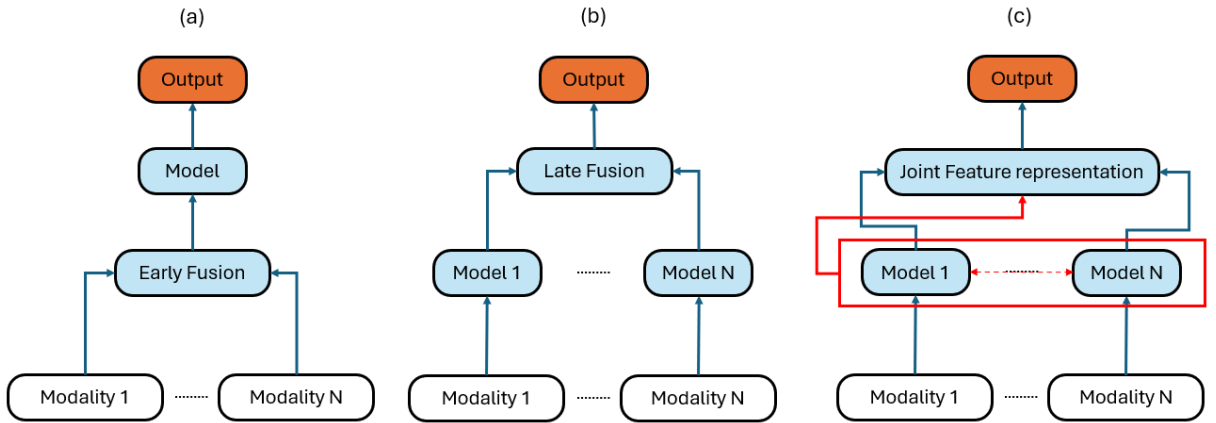 (a)
Output
Model
Early Fusion
Modality 1 ........ Modality N
(b)
Output
Late Fusion
Model 1 ........ Model N
Modality 1 ........ Modality N
(c)
Output
Joint Feature representation
Model 1 ........ Model N
Modality 1 ........ Modality N